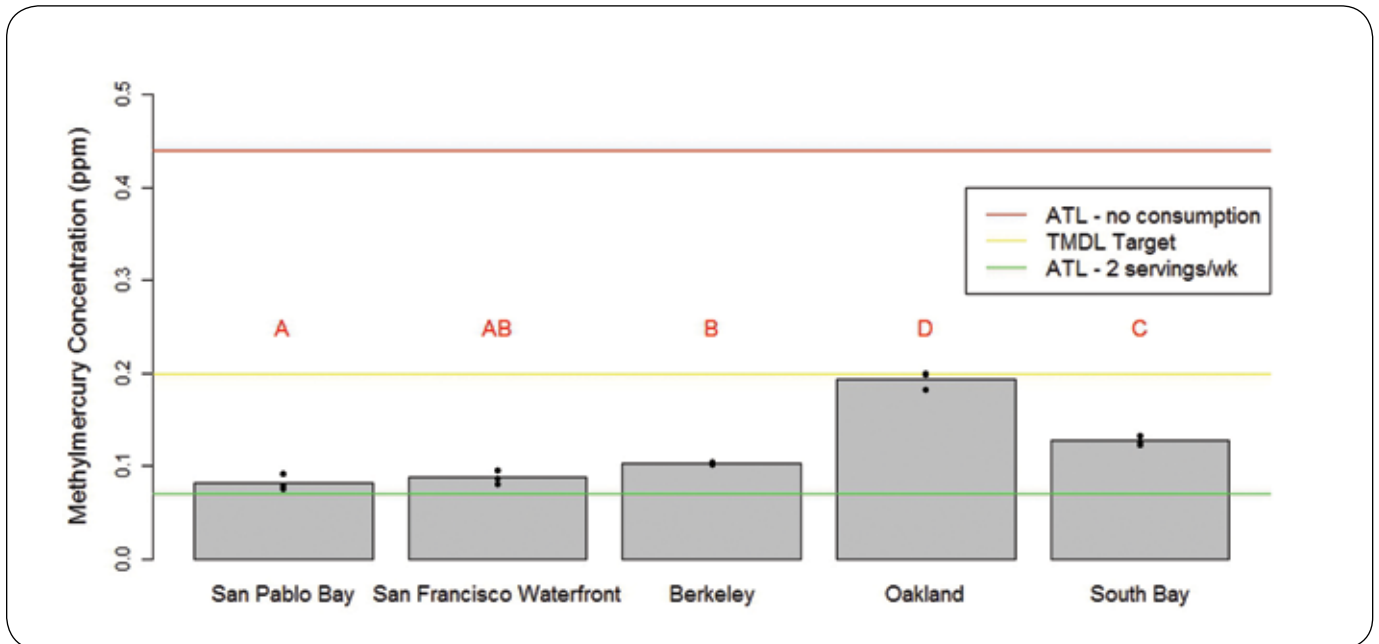 Methylmercury Concentration (ppm)
0.5
0.4
0.3
0.2
0.1
0.0
ATL - no consumption
TMDL Target
ATL - 2 servings/wk
A AB B D C
San Pablo Bay San Francisco Waterfront Berkeley Oakland South Bay